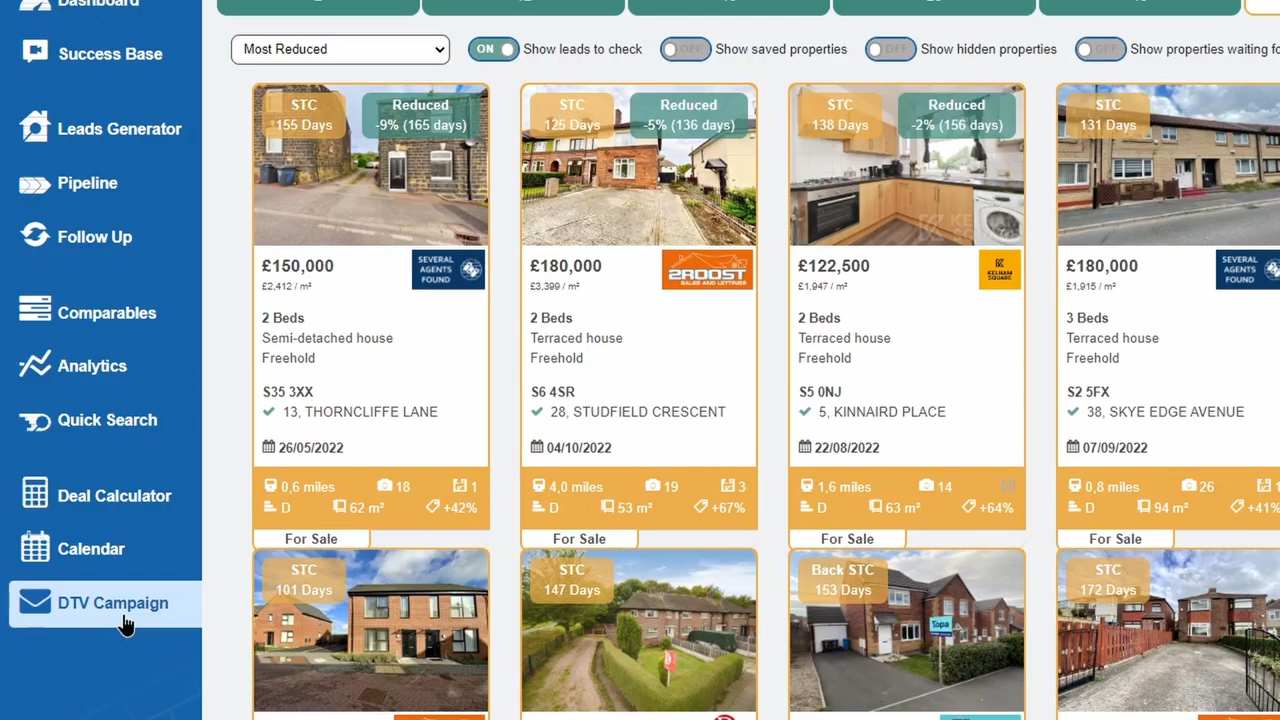 Dashboard
Success Base
Leads Generator
Pipeline
Follow Up
Comparables
Analytics
Quick Search
Deal Calculator
Calendar
DTV Campaign
Most Reduced
ON
Show leads to check
OFF
Show saved properties
OFF
Show hidden properties
OFF
Show properties waiting fo
STC
155 Days
Reduced
-9% (165 days)
£150,000
£2,412 / m²
SEVERAL
AGENTS
FOUND
2 Beds
Semi-detached house
Freehold
S35 3XX
13, THORNCLIFFE LANE
26/05/2022
0,6 miles
18
1
D
62 m²
+42%
For Sale
STC
125 Days
Reduced
-5% (136 days)
£180,000
£3,399 / m²
2ROOST
SALES AND LETTINGS
2 Beds
Terraced house
Freehold
S6 4SR
28, STUDFIELD CRESCENT
04/10/2022
4,0 miles
19
3
D
53 m²
+67%
For Sale
STC
138 Days
Reduced
-2% (156 days)
£122,500
£1,947 / m²
KELHAM
SQUARE
2 Beds
Terraced house
Freehold
S5 0NJ
5, KINNAIRD PLACE
22/08/2022
1,6 miles
14
D
63 m²
+64%
For Sale
STC
131 Days
£180,000
£1,915 / m²
SEVERAL
AGENTS
FOUND
3 Beds
Terraced house
Freehold
S2 5FX
38, SKYE EDGE AVENUE
07/09/2022
0,8 miles
26
D
94 m²
+41%
For Sale
STC
101 Days
STC
147 Days
Back STC
153 Days
STC
172 Days